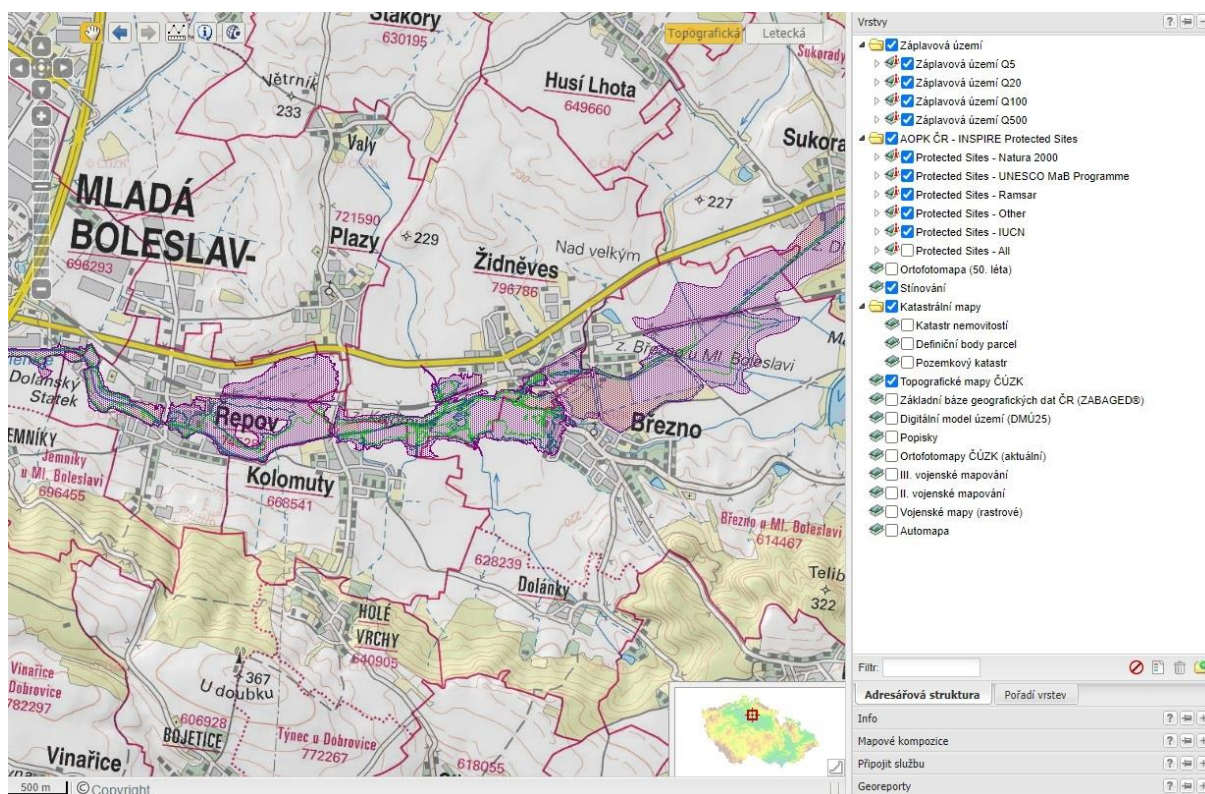 Stakory
630195
Topografická
Letecká
Sukorady
Větrník
233
Husí Lhota
649660
Valy
Sukora
MLADÁ
BOLESLAV-
696293
721590
Plazy
229
227
Nad velkým
Židněves
796786
z. Březno u Ml. Boleslavi
Dolánský
Statek
Řepov
Březno
JEMNÍKY
Jemníky
u Ml. Boleslavi
696455
Kolomuty
668541
220
Březno u Ml. Boleslavi
614467
628239
Dolánky
Telib
322
HOLÉ
VRCHY
640905
Vinařice
Dobrovice
782297
367
U doubku
606928
BOJETICE
Týnec u Dobrovice
772267
618055
Vinařice
500 m
© Copyright
Vrstvy
Záplavová území
Záplavová území Q5
Záplavová území Q20
Záplavová území Q100
Záplavová území Q500
AOPK ČR - INSPIRE Protected Sites
Protected Sites - Natura 2000
Protected Sites - UNESCO MaB Programme
Protected Sites - Ramsar
Protected Sites - Other
Protected Sites - IUCN
Protected Sites - All
Ortofotomapa (50. léta)
Stínování
Katastrální mapy
Katastr nemovitostí
Definiční body parcel
Pozemkový katastr
Topografické mapy ČÚZK
Základní báze geografických dat ČR (ZABAGED®)
Digitální model území (DMÚ25)
Popisky
Ortofotomapy ČÚZK (aktuální)
III. vojenské mapování
II. vojenské mapování
Vojenské mapy (rastrové)
Automapa
Filtr:
Adresářová struktura
Pořadí vrstev
Info
Mapové kompozice
Připojit službu
Georeporty